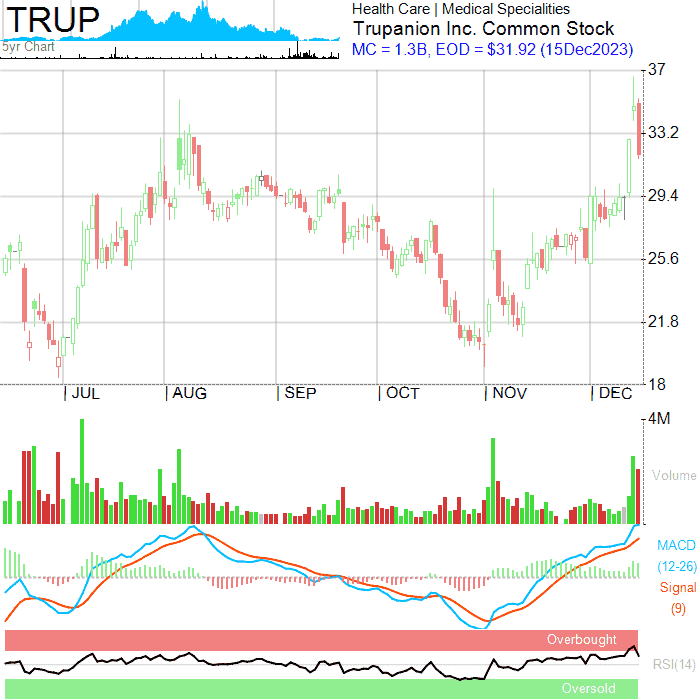 TRUP
5yr Chart
Health Care | Medical Specialities
Trupanion Inc. Common Stock
MC = 1.3B, EOD = $31.92 (15Dec2023)
37
33.2
29.4
25.6
21.8
18
JUL AUG SEP OCT NOV DEC
4M
Volume
MACD
(12-26)
Signal
(9)
Overbought
RSI(14)
Oversold